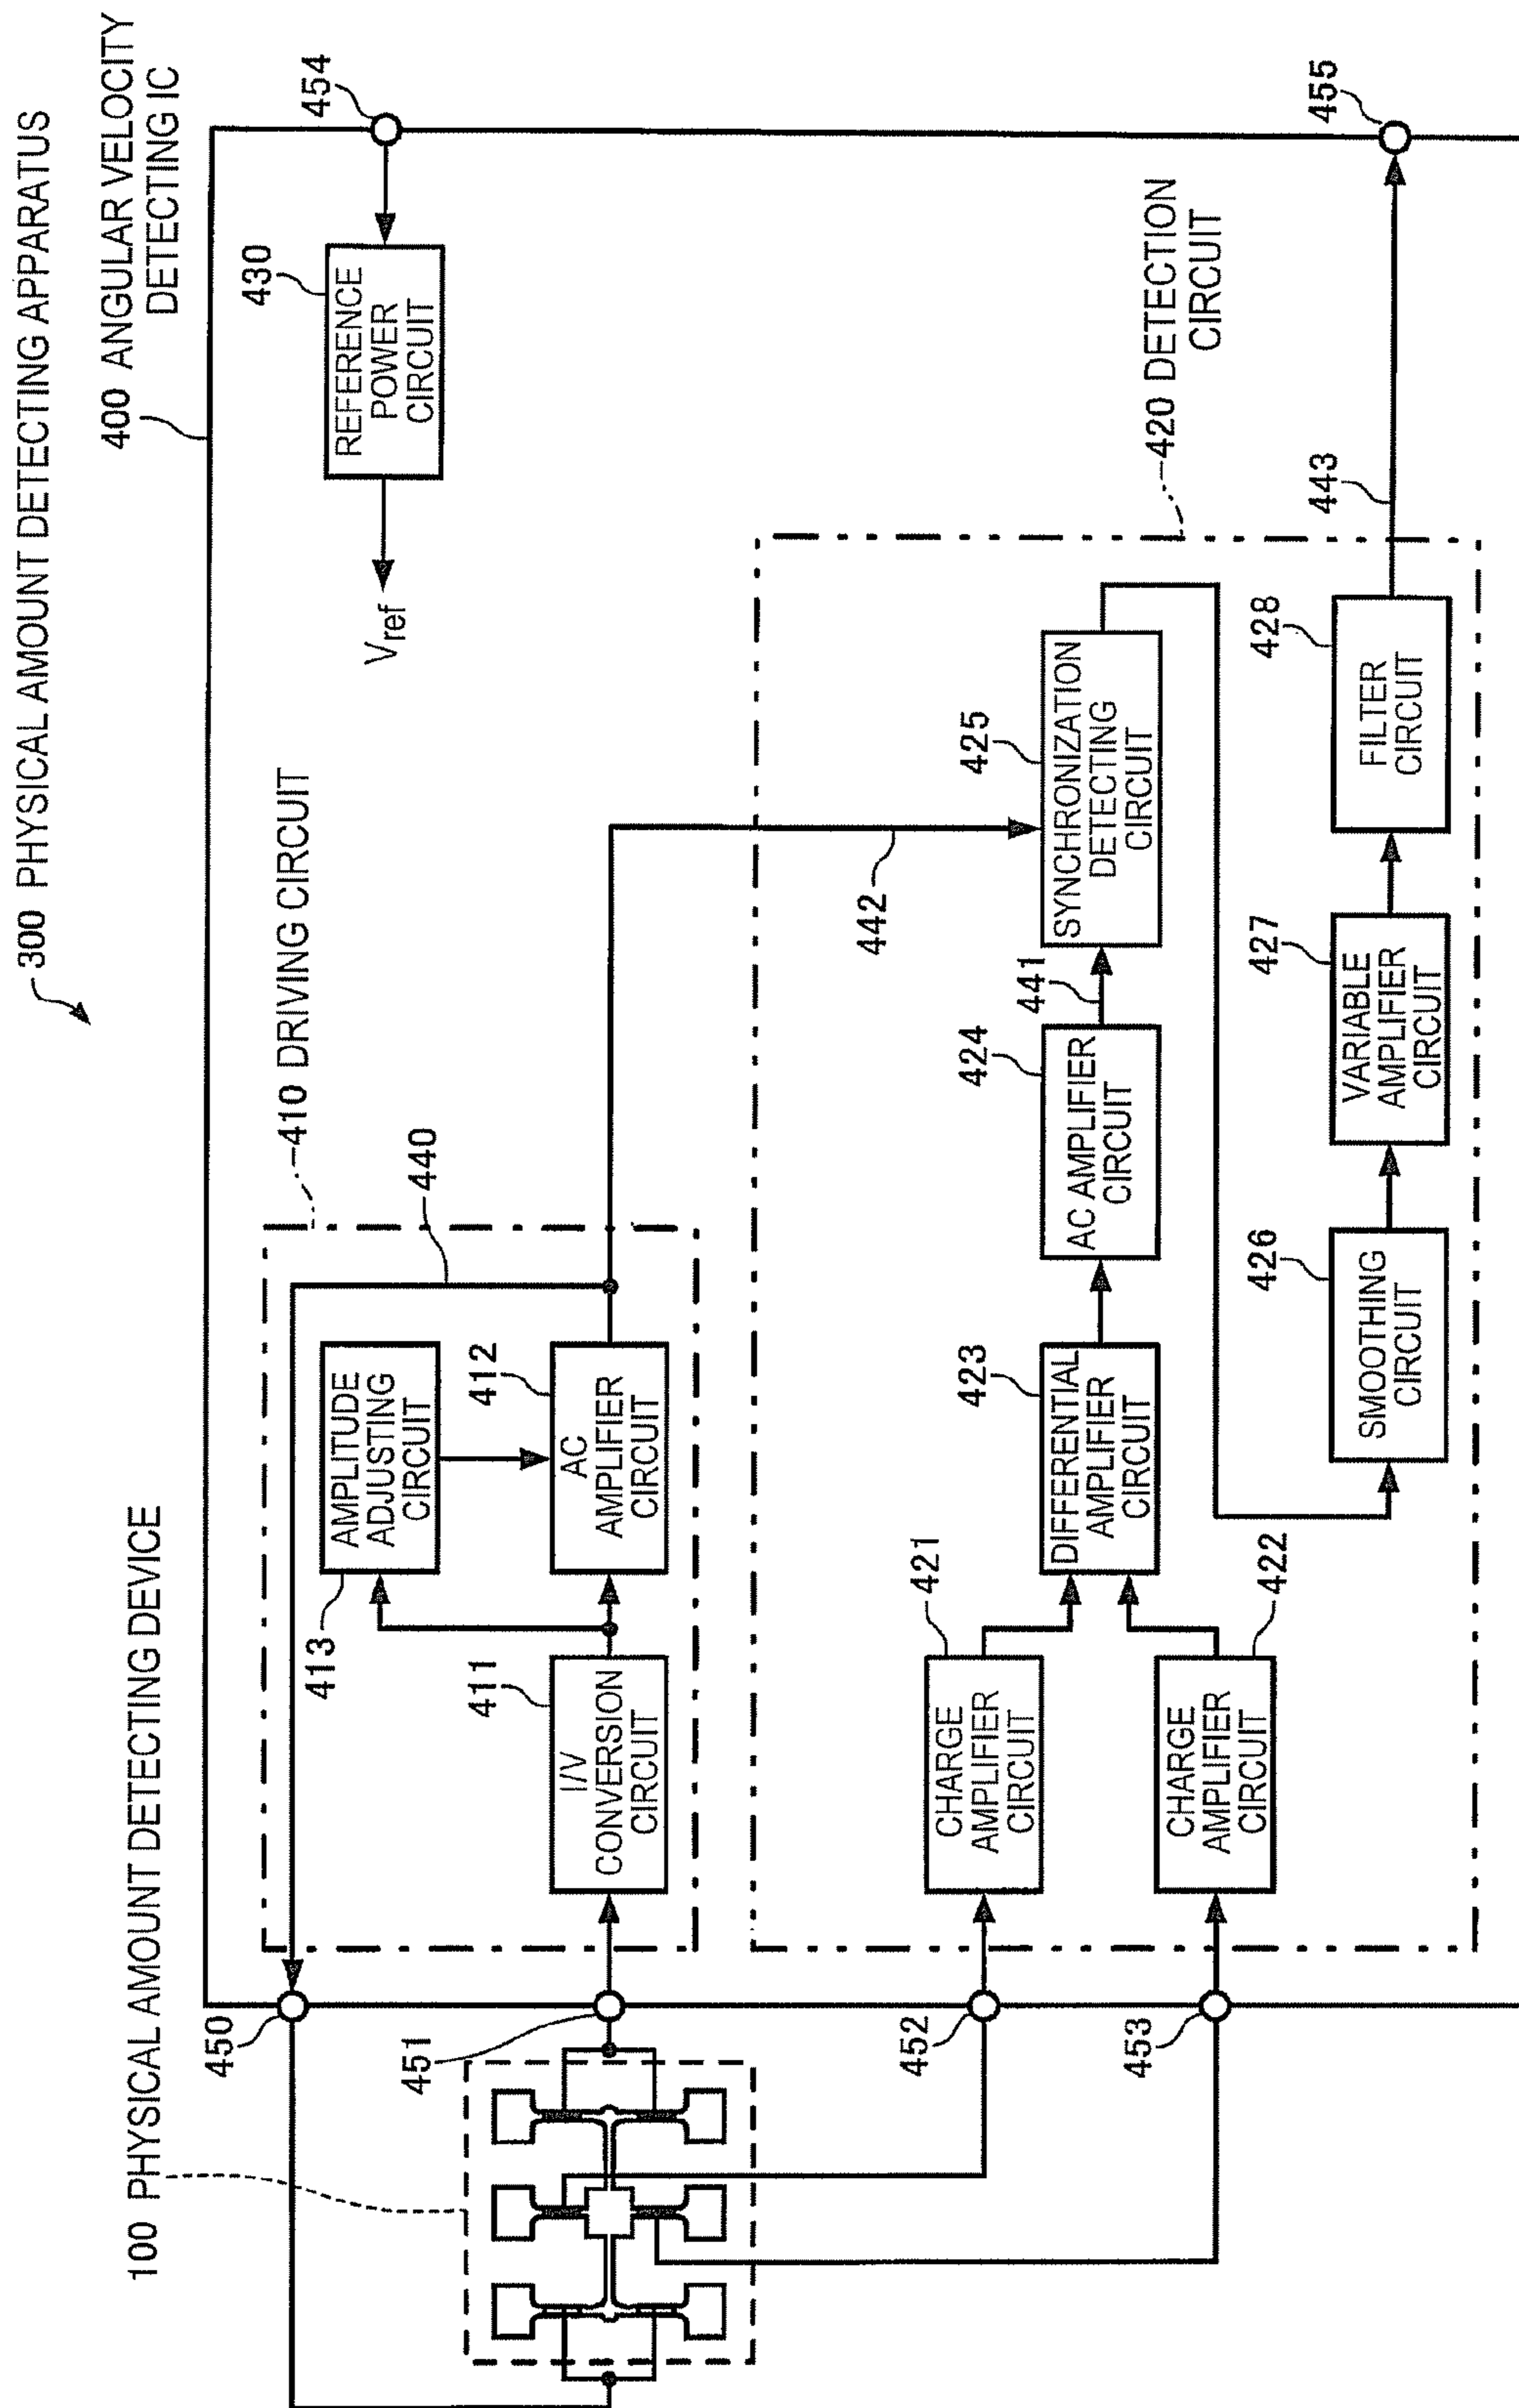 300 PHYSICAL AMOUNT DETECTING APPARATUS
400 ANGULAR VELOCITY
DETECTING IC
100 PHYSICAL AMOUNT DETECTING DEVICE
410 DRIVING CIRCUIT
450
440
413
AMPLITUDE
ADJUSTING
CIRCUIT
430
REFERENCE
POWER
CIRCUIT
454
Vref
451
411
I/V
CONVERSION
CIRCUIT
412
AC
AMPLIFIER
CIRCUIT
442
420 DETECTION
CIRCUIT
452
421
CHARGE
AMPLIFIER
CIRCUIT
423
DIFFERENTIAL
AMPLIFIER
CIRCUIT
424
AC AMPLIFIER
CIRCUIT
441
425
SYNCHRONIZATION
DETECTING
CIRCUIT
453
422
CHARGE
AMPLIFIER
CIRCUIT
426
SMOOTHING
CIRCUIT
427
VARIABLE
AMPLIFIER
CIRCUIT
428
FILTER
CIRCUIT
443
455